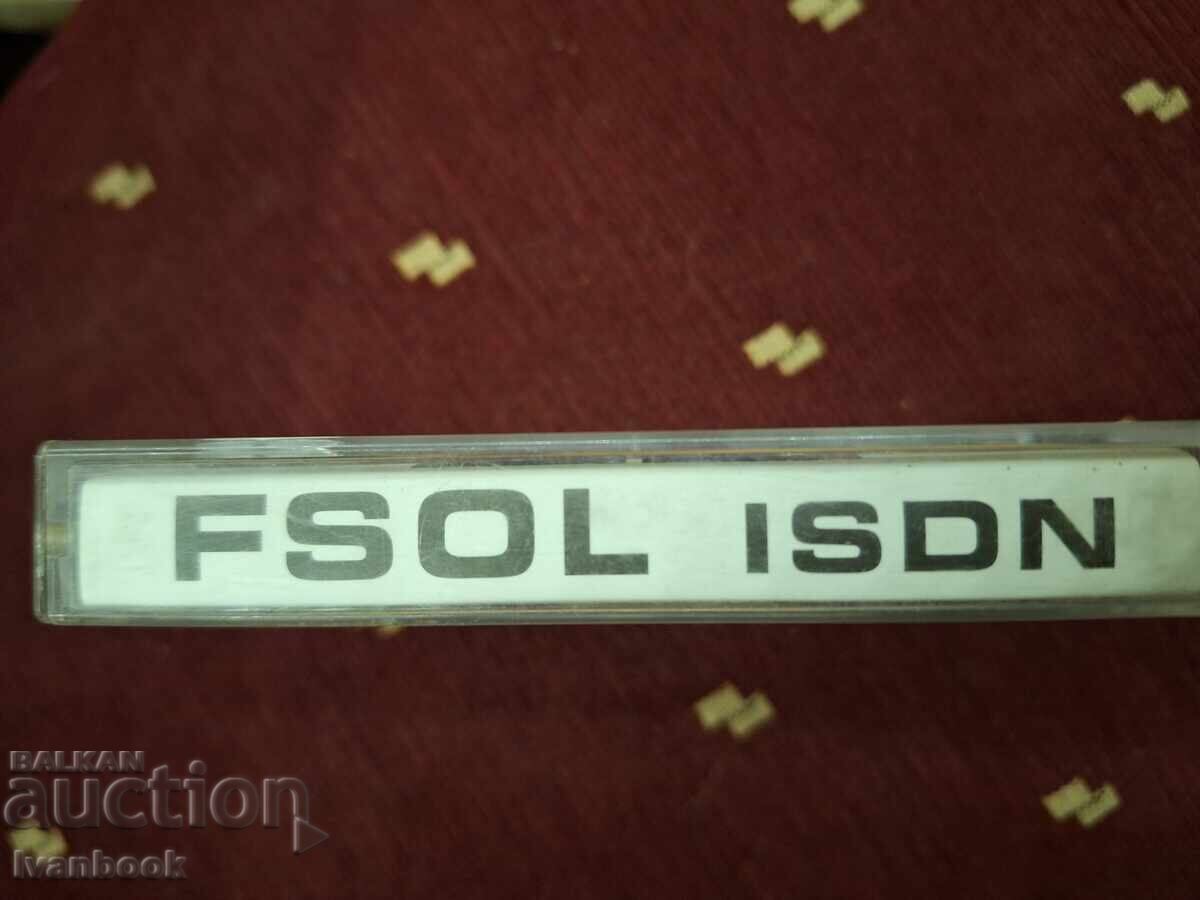 FSOL ISDN
BALKAN
auction
Ivanbook